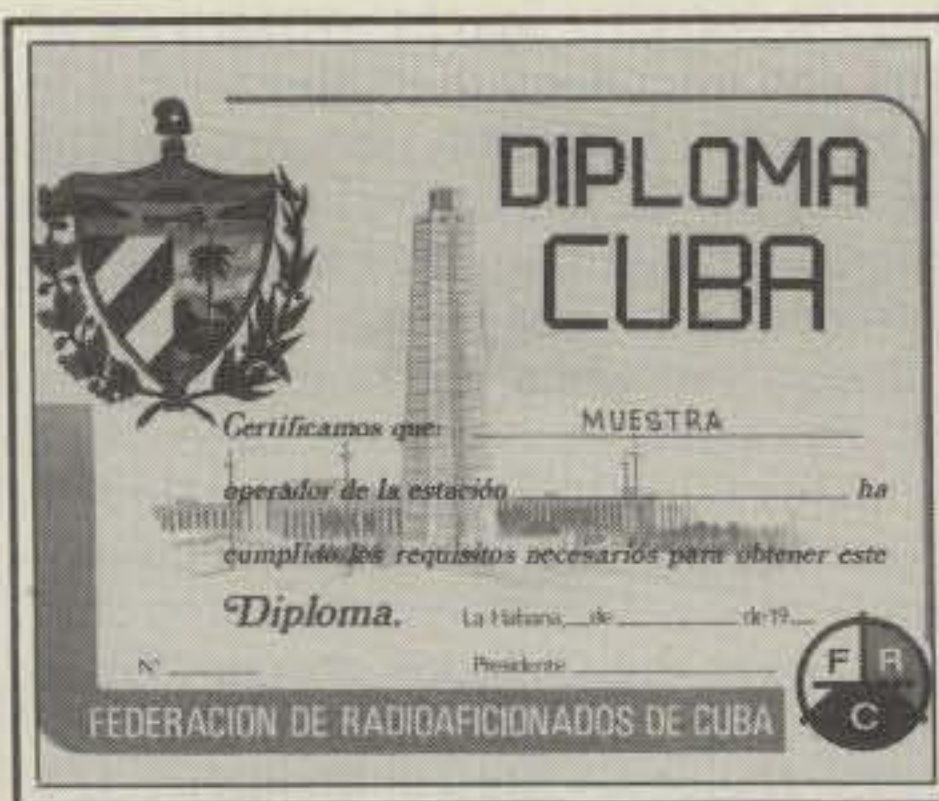 DIPLOMA
CUBA
Certificamos que: MUESTRA
operador de la estación ha
cumplido los requisitos necesarios para obtener este
Diploma. La Habana, de de 19
Nº Presidente
FEDERACION DE RADIOAFICIONADOS DE CUBA
F R
C